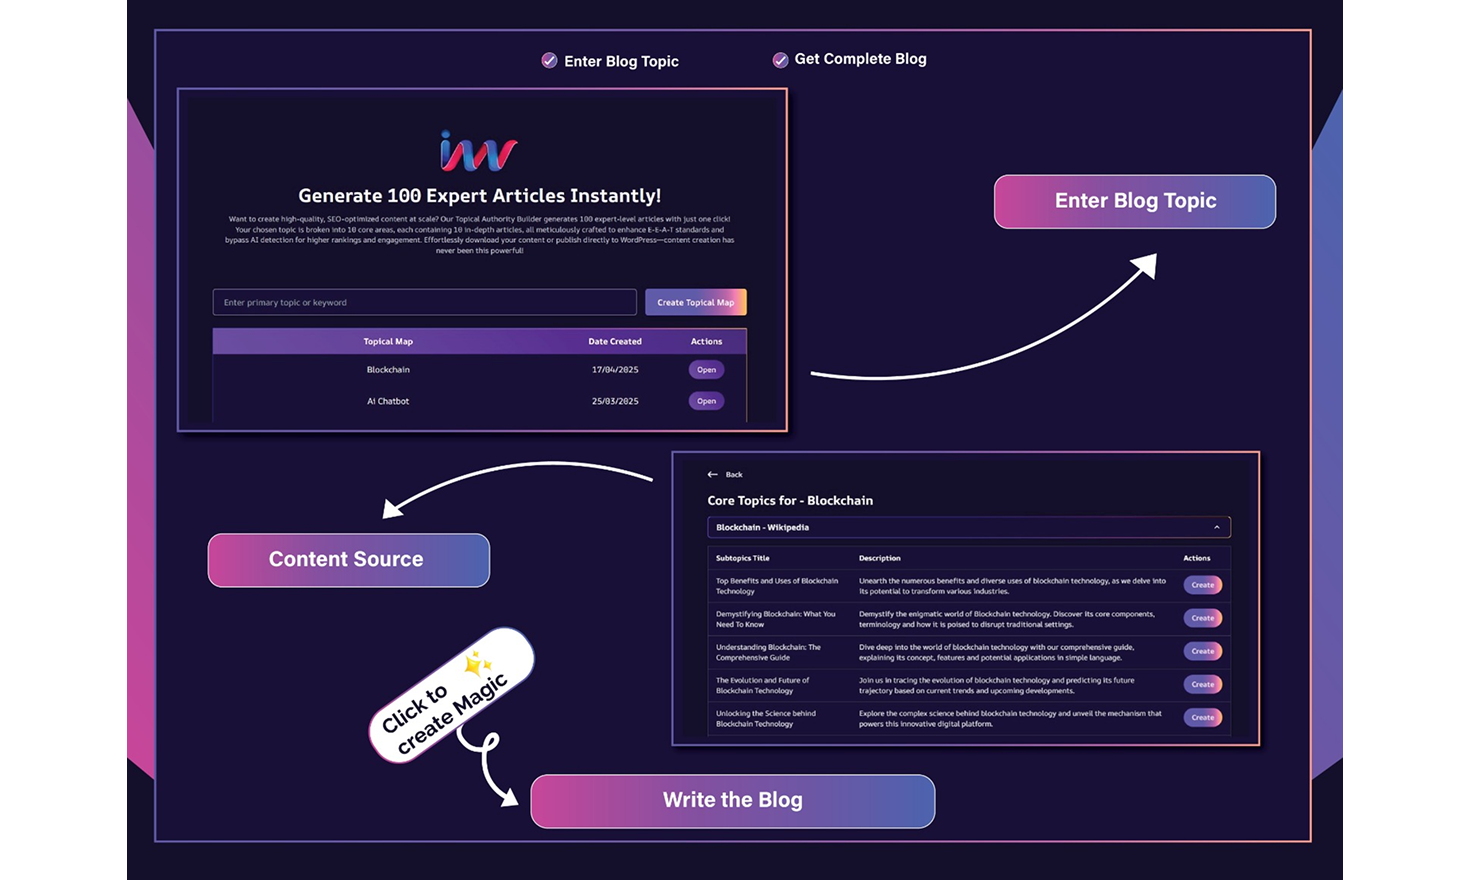 Enter Blog Topic
Get Complete Blog
inw
Generate 100 Expert Articles Instantly!
Want to create high-quality, SEO-optimized content at scale? Our Topical Authority Builder generates 100 expert-level articles with just one click!
Your chosen topic is broken into 10 core areas, each containing 10 in-depth articles, all meticulously crafted to enhance E-E-A-T standards and
bypass AI detection for higher rankings and engagement. Effortlessly download your content or publish directly to WordPress—content creation has
never been this powerful!
Enter primary topic or keyword
Create Topical Map
Topical Map Date Created Actions
Blockchain 17/04/2025 Open
Ai Chatbot 25/03/2025 Open
Enter Blog Topic
Back
Core Topics for - Blockchain
Blockchain - Wikipedia
Subtopics Title Description Actions
Top Benefits and Uses of Blockchain
Technology
Unearth the numerous benefits and diverse uses of blockchain technology, as we delve into
its potential to transform various industries.
Create
Demystifying Blockchain: What You
Need To Know
Demystify the enigmatic world of Blockchain technology. Discover its core components,
terminology and how it is poised to disrupt traditional settings.
Create
Understanding Blockchain: The
Comprehensive Guide
Dive deep into the world of blockchain technology with our comprehensive guide,
explaining its concept, features and potential applications in simple language.
Create
The Evolution and Future of
Blockchain Technology
Join us in tracing the evolution of blockchain technology and predicting its future
trajectory based on current trends and upcoming developments.
Create
Unlocking the Science behind
Blockchain Technology
Explore the complex science behind blockchain technology and unveil the mechanism that
powers this innovative digital platform.
Create
Content Source
Click to
create Magic
Write the Blog